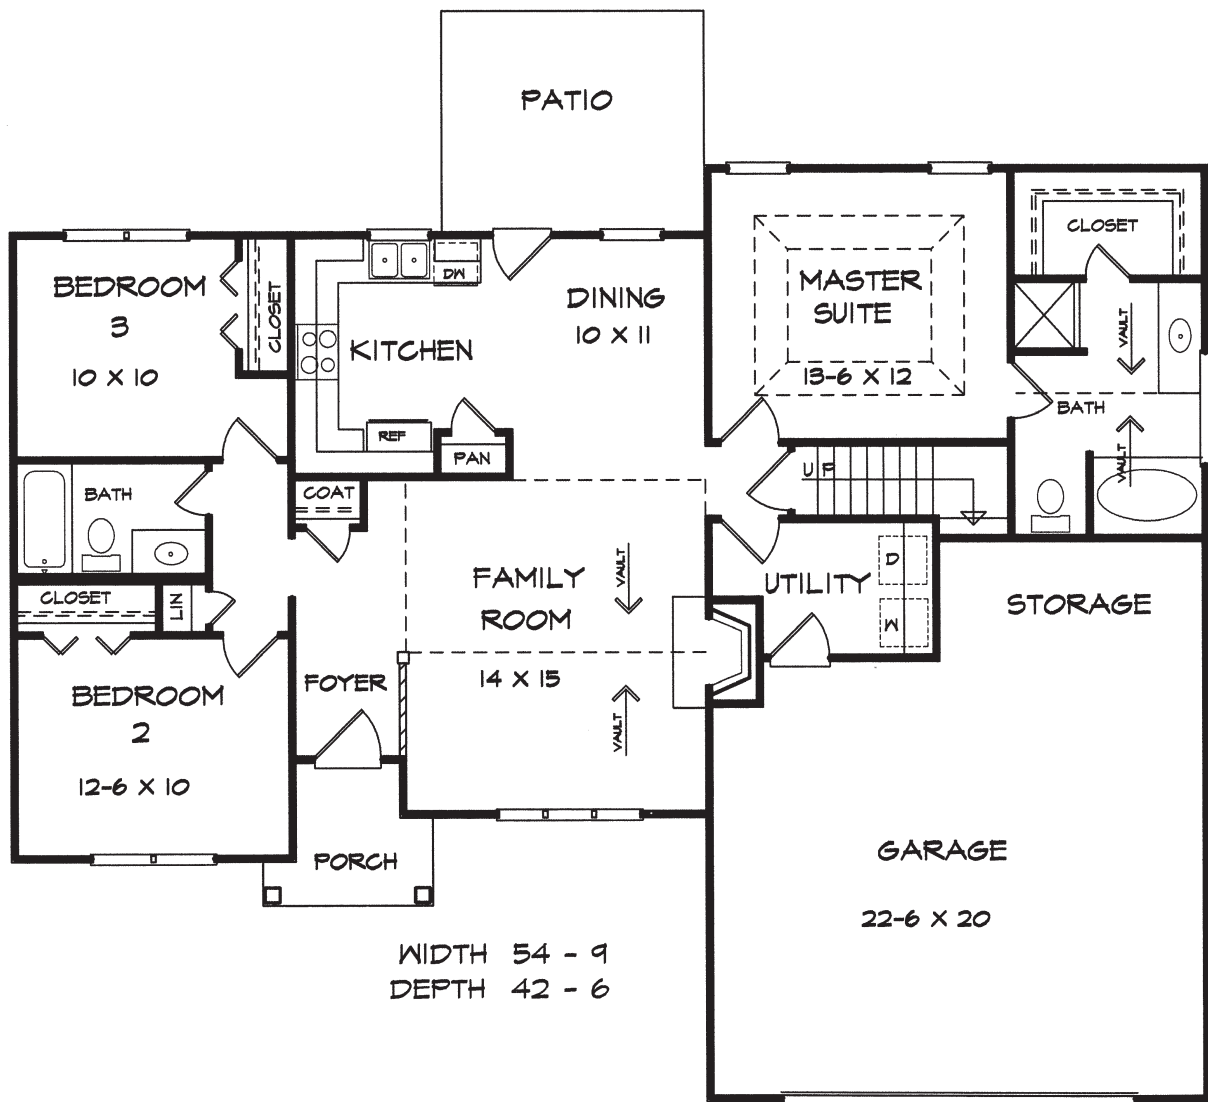 PATIO
BEDROOM
3
10 X 10
CLOSET
DW
KITCHEN
REF
PAN
DINING
10 X 11
MASTER
SUITE
13-6 X 12
CLOSET
VAULT
BATH
VAULT
UP
BATH
COAT
CLOSET
LIN
FAMILY
ROOM
14 X 15
VAULT
VAULT
UTILITY
D
W
STORAGE
BEDROOM
2
12-6 X 10
FOYER
PORCH
GARAGE
22-6 X 20
WIDTH 54 - 9
DEPTH 42 - 6